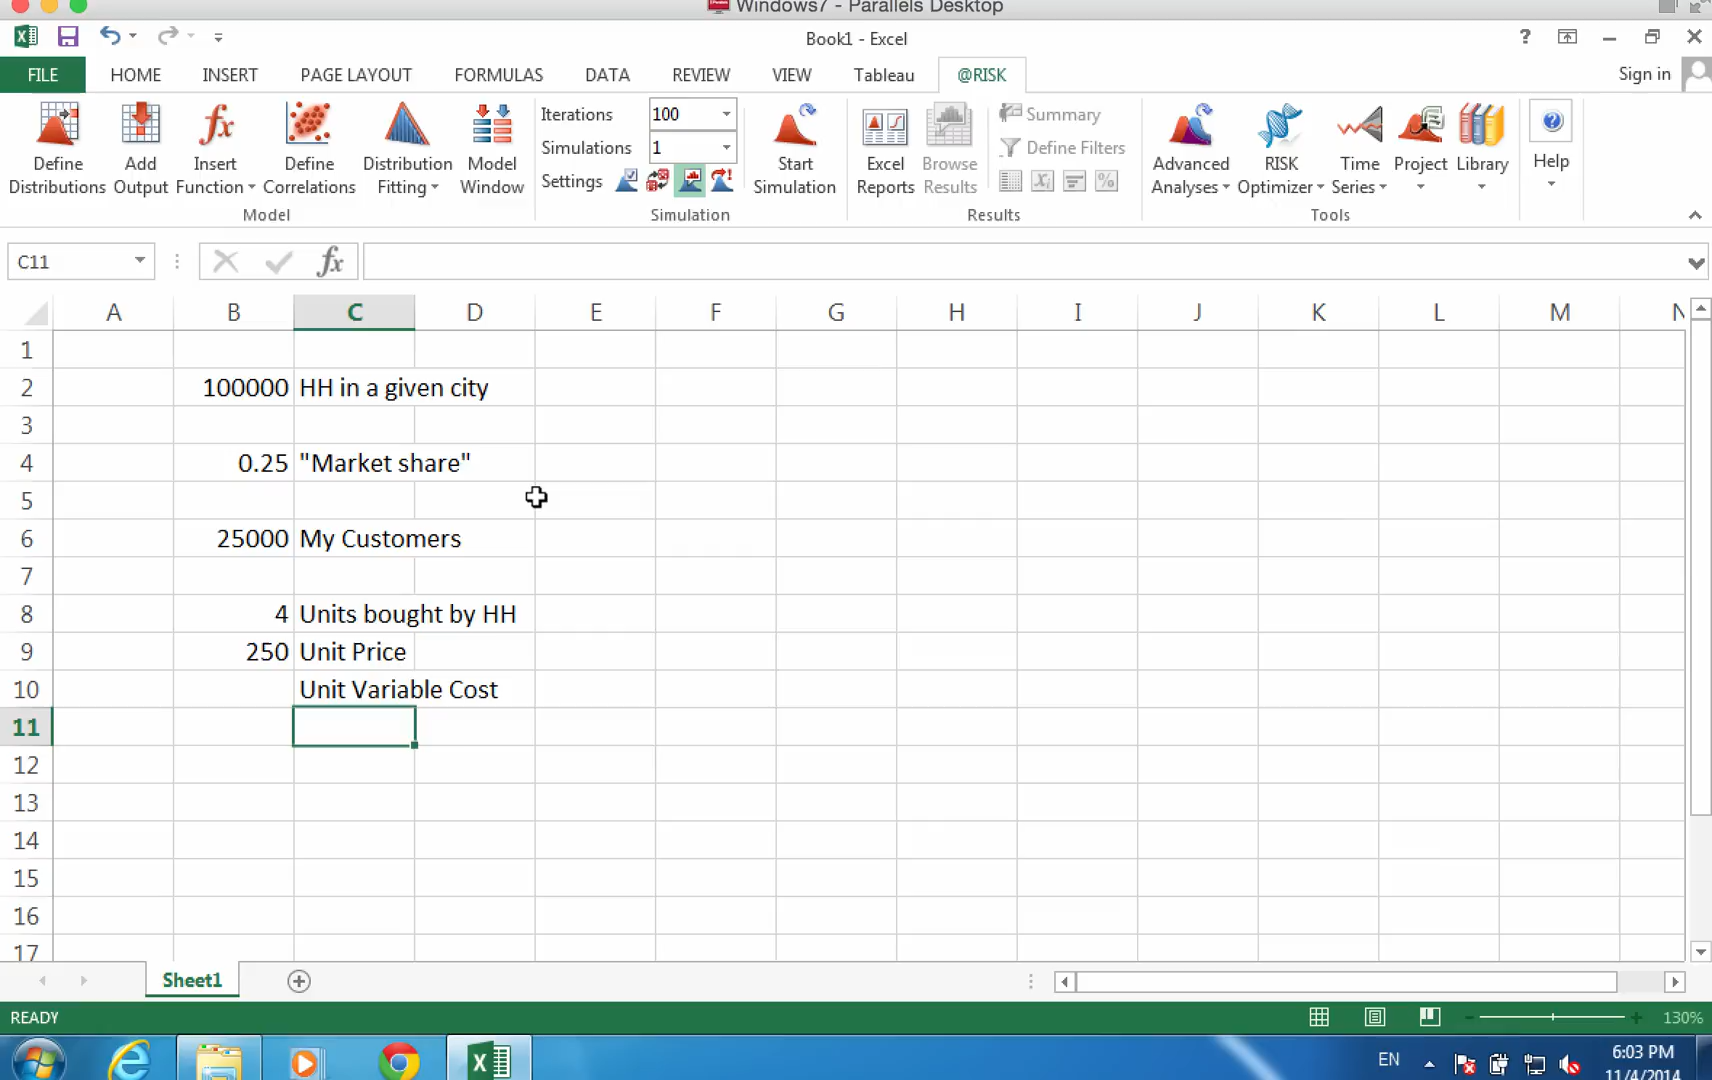 Windows7 - Parallels Desktop
Book1 - Excel
?
FILE HOME INSERT PAGE LAYOUT FORMULAS DATA REVIEW VIEW Tableau @RISK Sign in
Define Distributions
Add Output
Insert Function
Define Correlations
Distribution Fitting
Model Window
Model
Iterations 100
Simulations 1
Settings
Start Simulation
Simulation
Excel Reports
Browse Results
Summary
Define Filters
Results
Advanced Analyses
RISK Optimizer
Time Series
Project
Library
Tools
Help
C11 fx
A B C D E F G H I J K L M N
1
2 100000 HH in a given city
3
4 0.25 "Market share"
5
6 25000 My Customers
7
8 4 Units bought by HH
9 250 Unit Price
10 Unit Variable Cost
11
12
13
14
15
16
17
Sheet1
READY 130%
EN 6:03 PM
11/4/2014